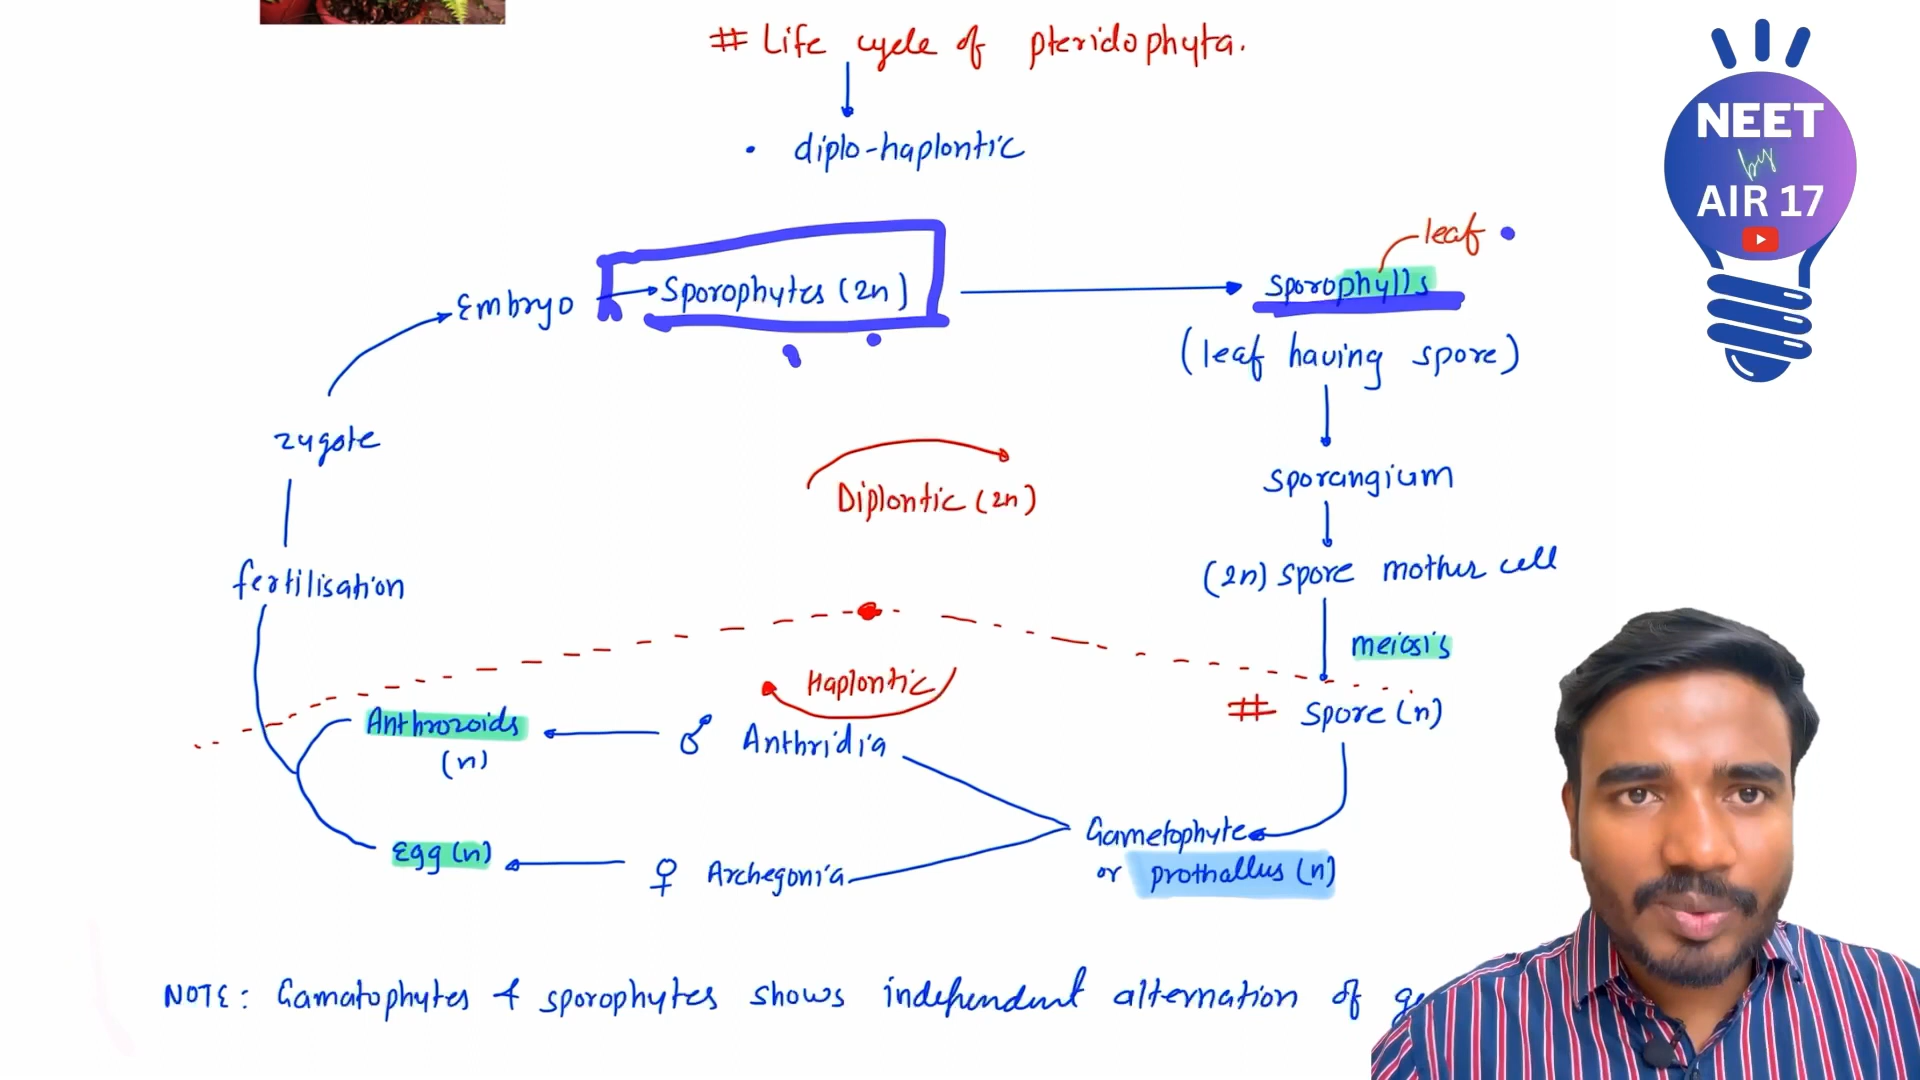 # Life cycle of pteridophyta.
• diplo-haplontic
NEET
by
AIR 17
leaf
Embryo
Sporophytes (2n)
sporophylls
(leaf having spore)
zygote
sporangium
Diplontic (2n)
(2n) spore mother cell
fertilisation
meiosis
Haplontic
# spore (n)
Anthrozoids
(n)
♂ Anthridia
Gametophyte
or prothallus (n)
Egg (n)
♀ Archegonia
NOTE: Gamatophytes & sporophytes shows independent alternation of